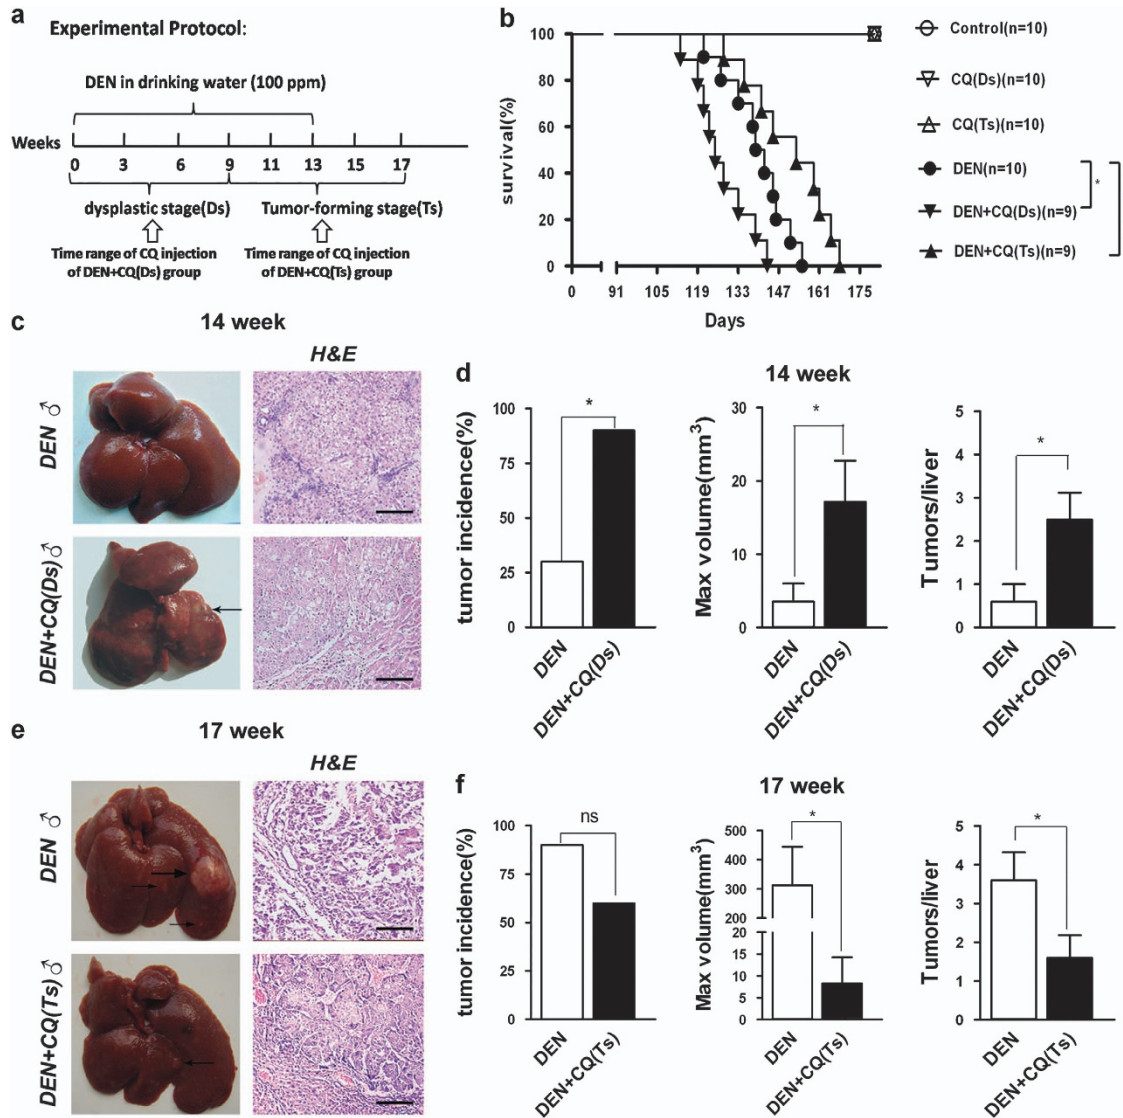 a
Experimental Protocol:
DEN in drinking water (100 ppm)
Weeks
0 3 6 9 11 13 15 17
dysplastic stage(Ds) Tumor-forming stage(Ts)
Time range of CQ injection Time range of CQ injection
of DEN+CQ(Ds) group of DEN+CQ(Ts) group
b
survival(%)
100
80
60
40
20
0
0 91 105 119 133 147 161 175
Days
Control(n=10)
CQ(Ds)(n=10)
CQ(Ts)(n=10)
DEN(n=10)
DEN+CQ(Ds)(n=9)
DEN+CQ(Ts)(n=9)
*
*
c
14 week
H&E
DEN ♂
DEN+CQ(Ds)♂
d
14 week
tumor incidence(%)
100
75
50
25
0
*
DEN
DEN+CQ(Ds)
Max volume(mm³)
30
20
10
0
*
DEN
DEN+CQ(Ds)
Tumors/liver
5
4
3
2
1
0
*
DEN
DEN+CQ(Ds)
e
17 week
H&E
DEN ♂
DEN+CQ(Ts)♂
f
17 week
tumor incidence(%)
100
75
50
25
0
ns
DEN
DEN+CQ(Ts)
Max volume(mm³)
500
400
300
200
20
15
10
5
0
*
DEN
DEN+CQ(Ts)
Tumors/liver
5
4
3
2
1
0
*
DEN
DEN+CQ(Ts)